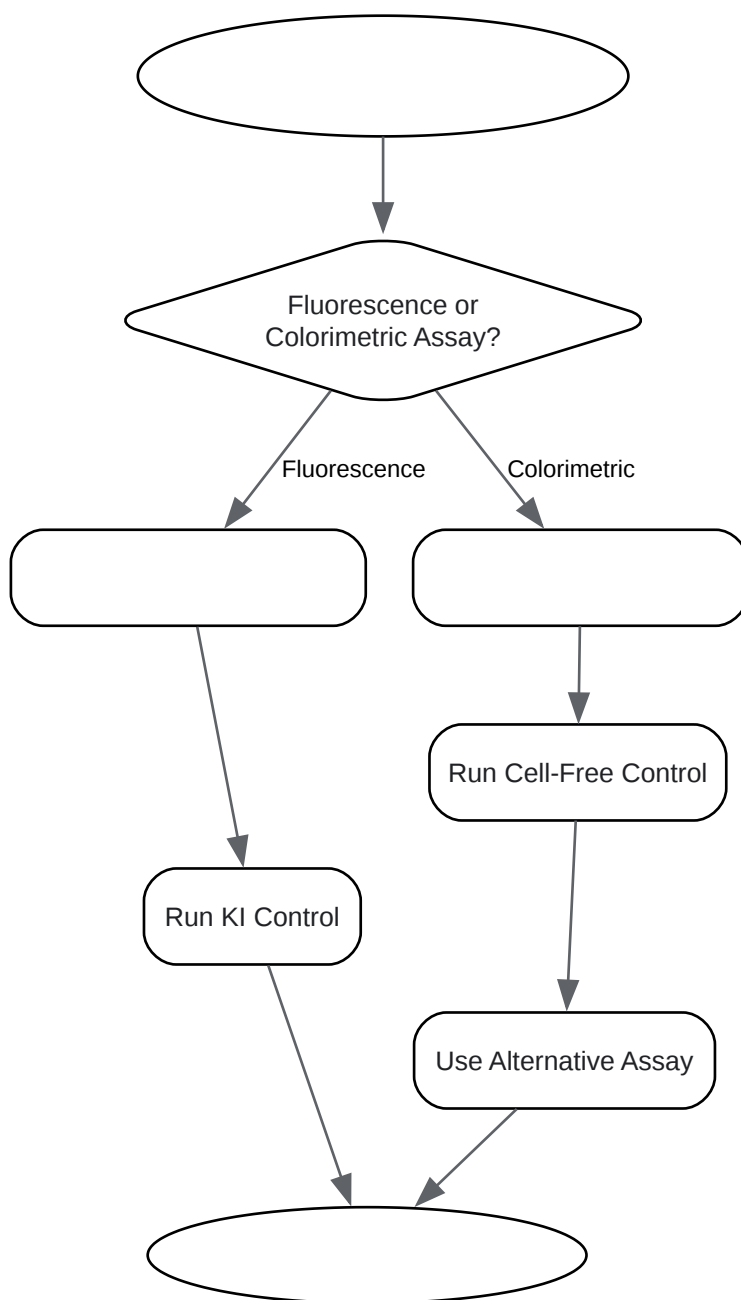 Fluorescence or
Colorimetric Assay?
Fluorescence
Colorimetric
Run Cell-Free Control
Run KI Control
Use Alternative Assay